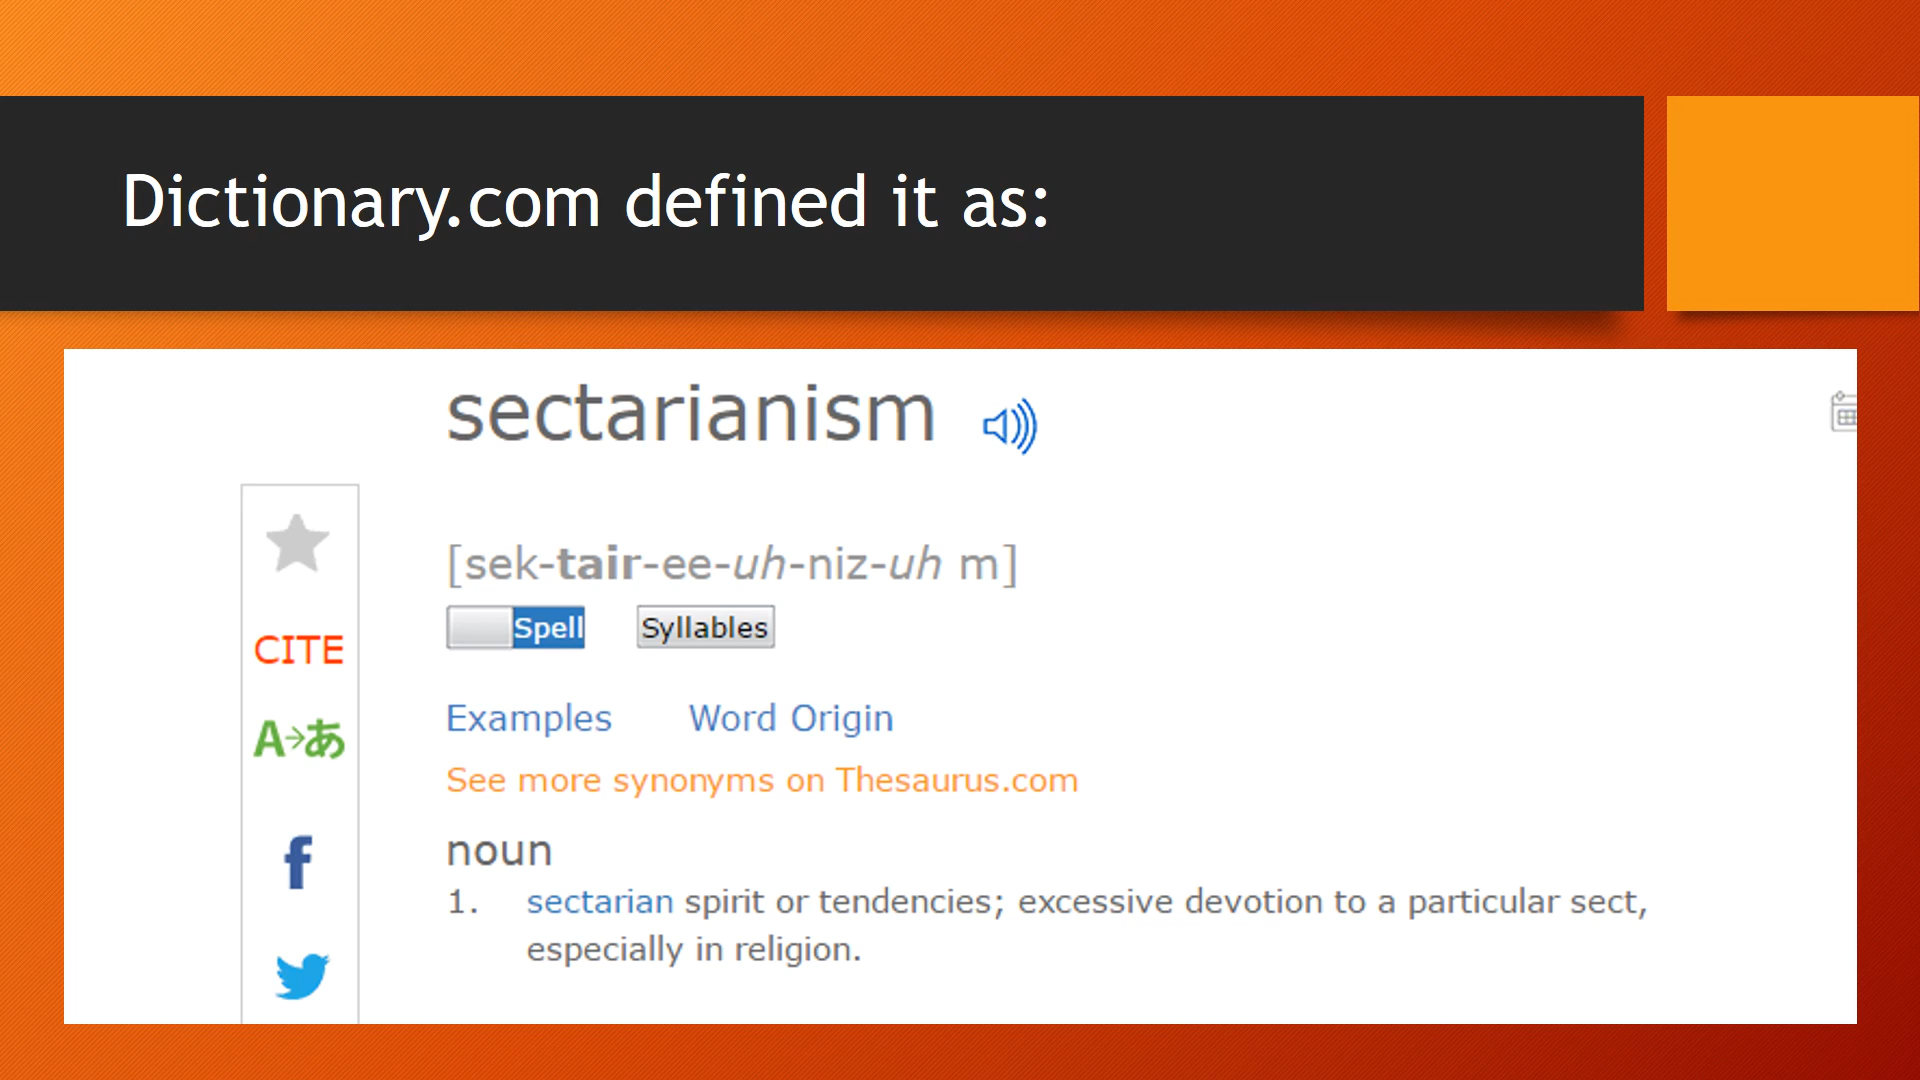 Dictionary.com defined it as:
sectarianism
[sek-tair-ee-uh-niz-uh m]
Spell Syllables
CITE
Examples Word Origin
A→あ
See more synonyms on Thesaurus.com
f
noun
1. sectarian spirit or tendencies; excessive devotion to a particular sect,
especially in religion.